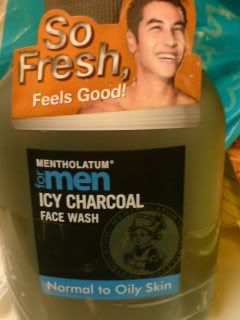 So
Fresh,
Feels Good!
MENTHOLATUM®
for men
ICY CHARCOAL
FACE WASH
Normal to Oily Skin